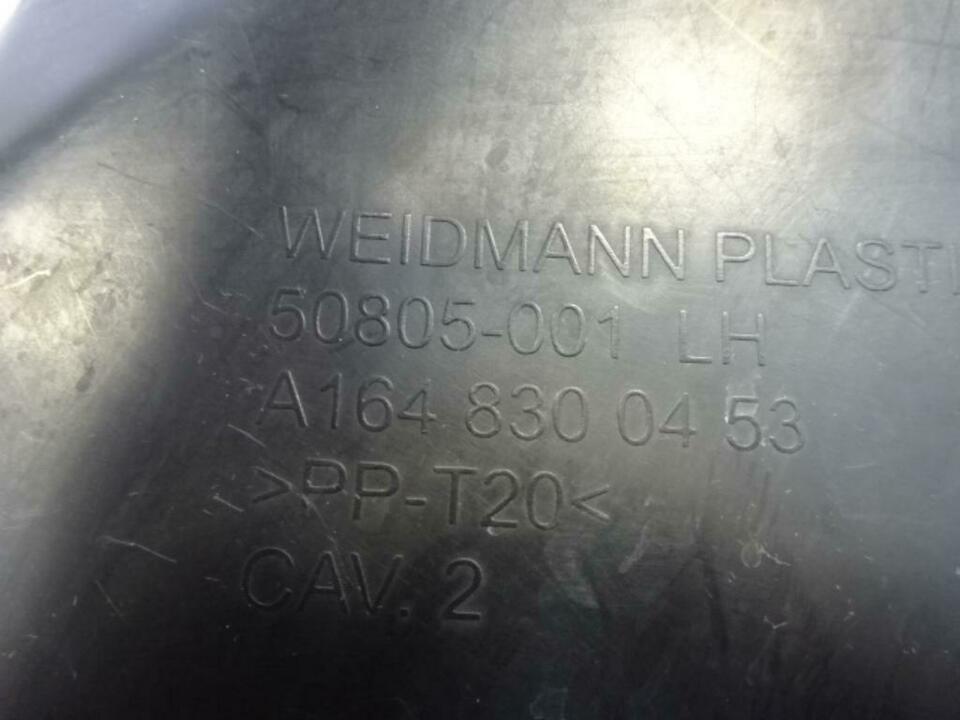 WEIDMANN PLASTI
50805-001 LH
A164 830 04 53
>PP-T20<
CAV. 2